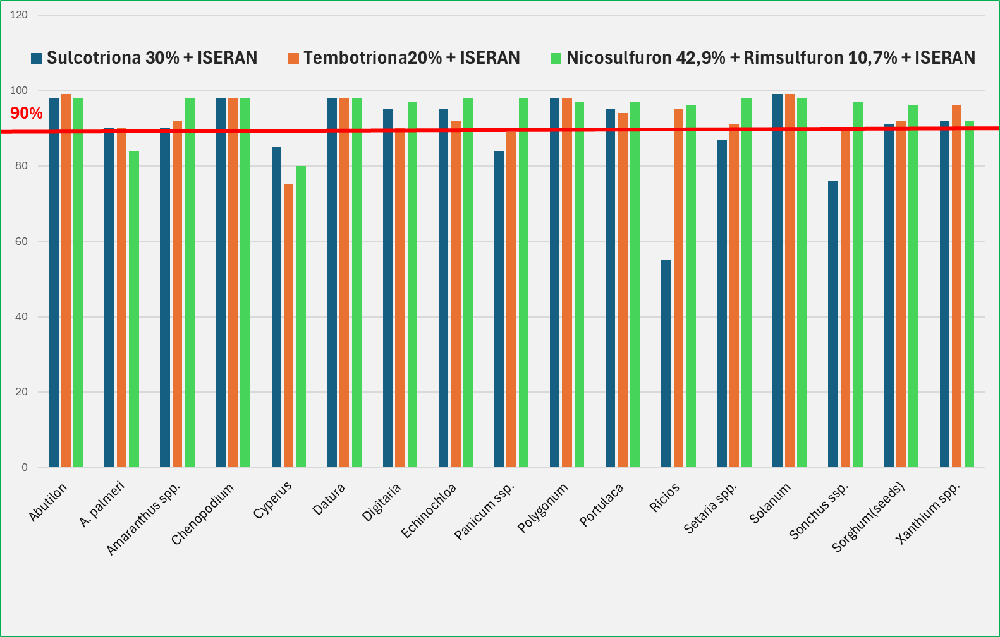 120
Sulcotriona 30% + ISERAN
Tembotriona20% + ISERAN
Nicosulfuron 42,9% + Rimsulfuron 10,7% + ISERAN
100
90%
80
60
40
20
0
Abutilon
A. palmeri
Amaranthus spp.
Chenopodium
Cyperus
Datura
Digitaria
Echinochloa
Panicum ssp.
Polygonum
Portulaca
Ricios
Setaria spp.
Solanum
Sonchus ssp.
Sorghum(seeds)
Xanthium spp.